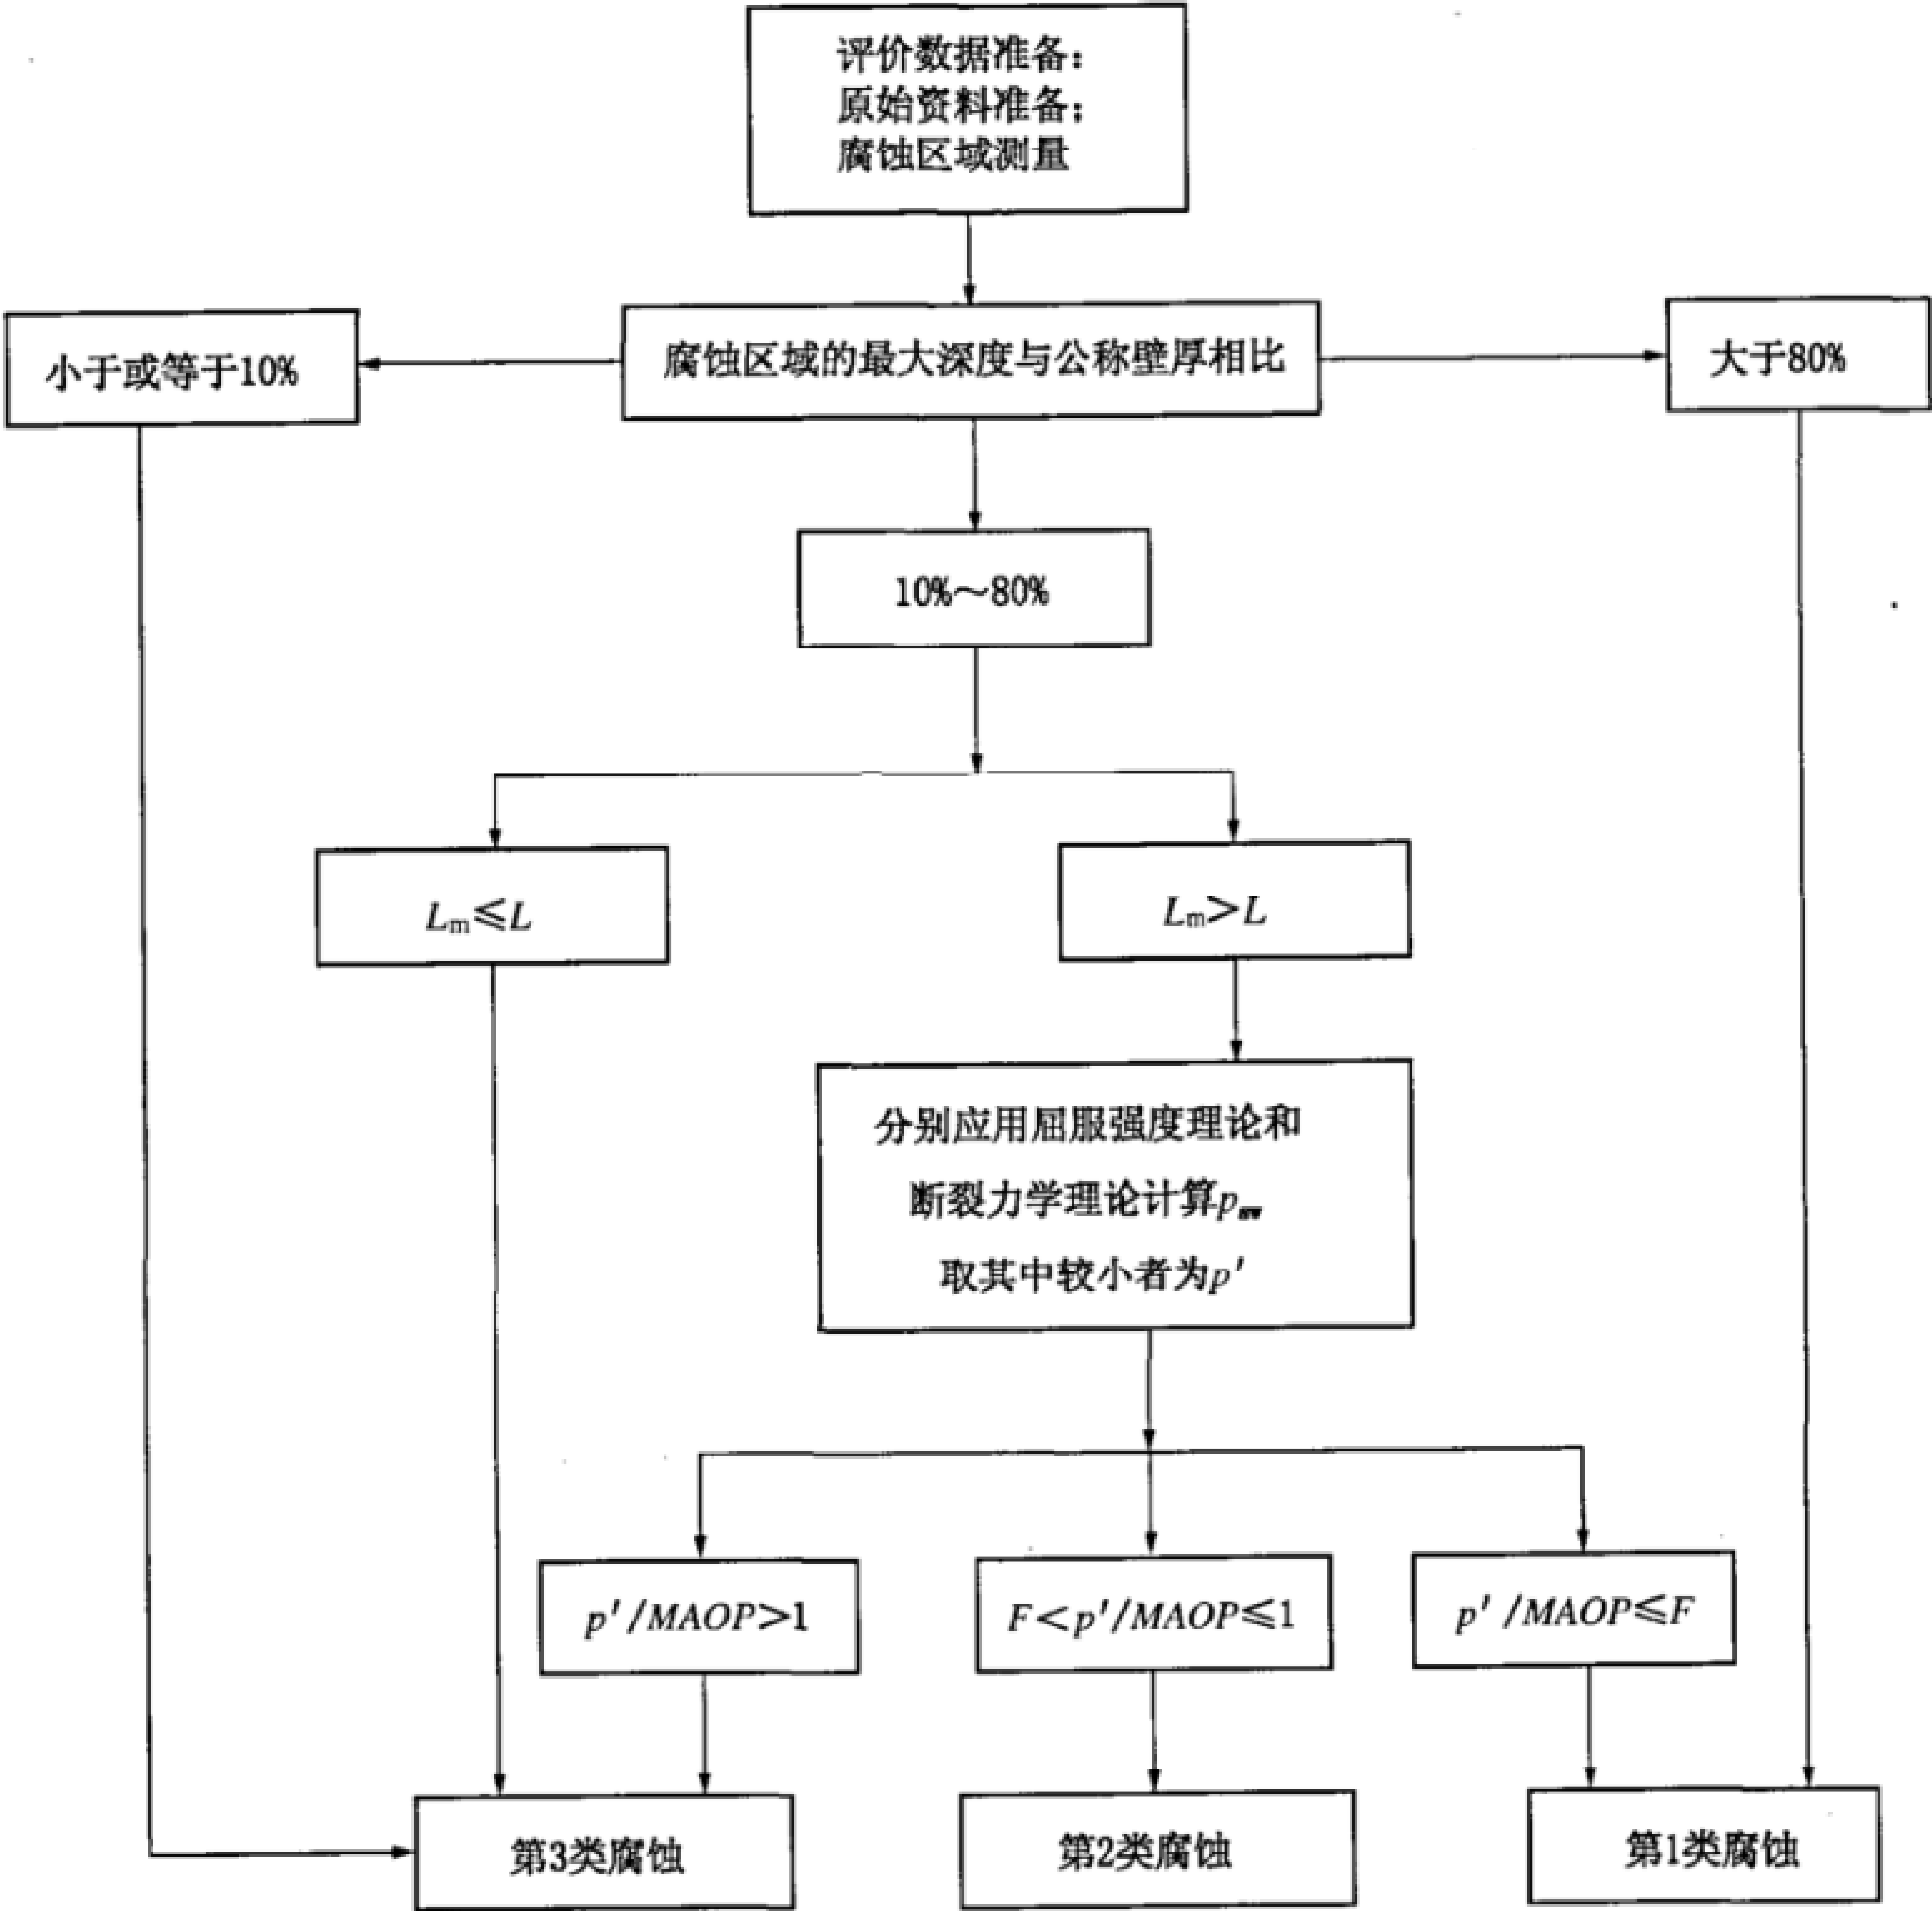 评价数据准备：
原始资料准备；
腐蚀区域测量
小于或等于10%
腐蚀区域的最大深度与公称壁厚相比
大于80%
10%～80%
Lm≤L
Lm>L
分别应用屈服强度理论和
断裂力学理论计算p
取其中较小者为p′
p′/MAOP>1
F<p′/MAOP≤1
p′/MAOP≤F
第3类腐蚀
第2类腐蚀
第1类腐蚀